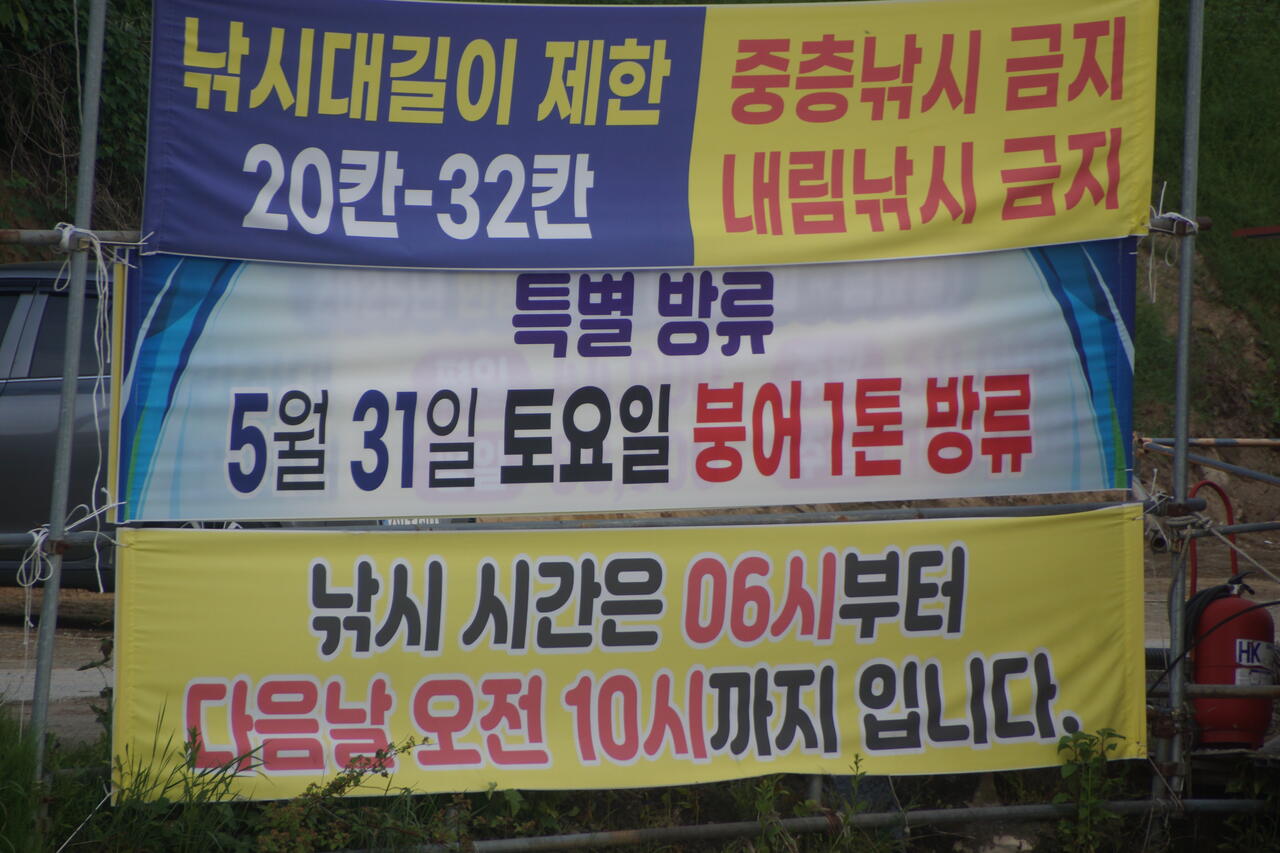 낚시대길이 제한
20칸-32칸
중층낚시 금지
내림낚시 금지
특별 방류
5월 31일 토요일 붕어 1톤 방류
낚시 시간은 06시부터
다음날 오전 10시까지 입니다.
HK